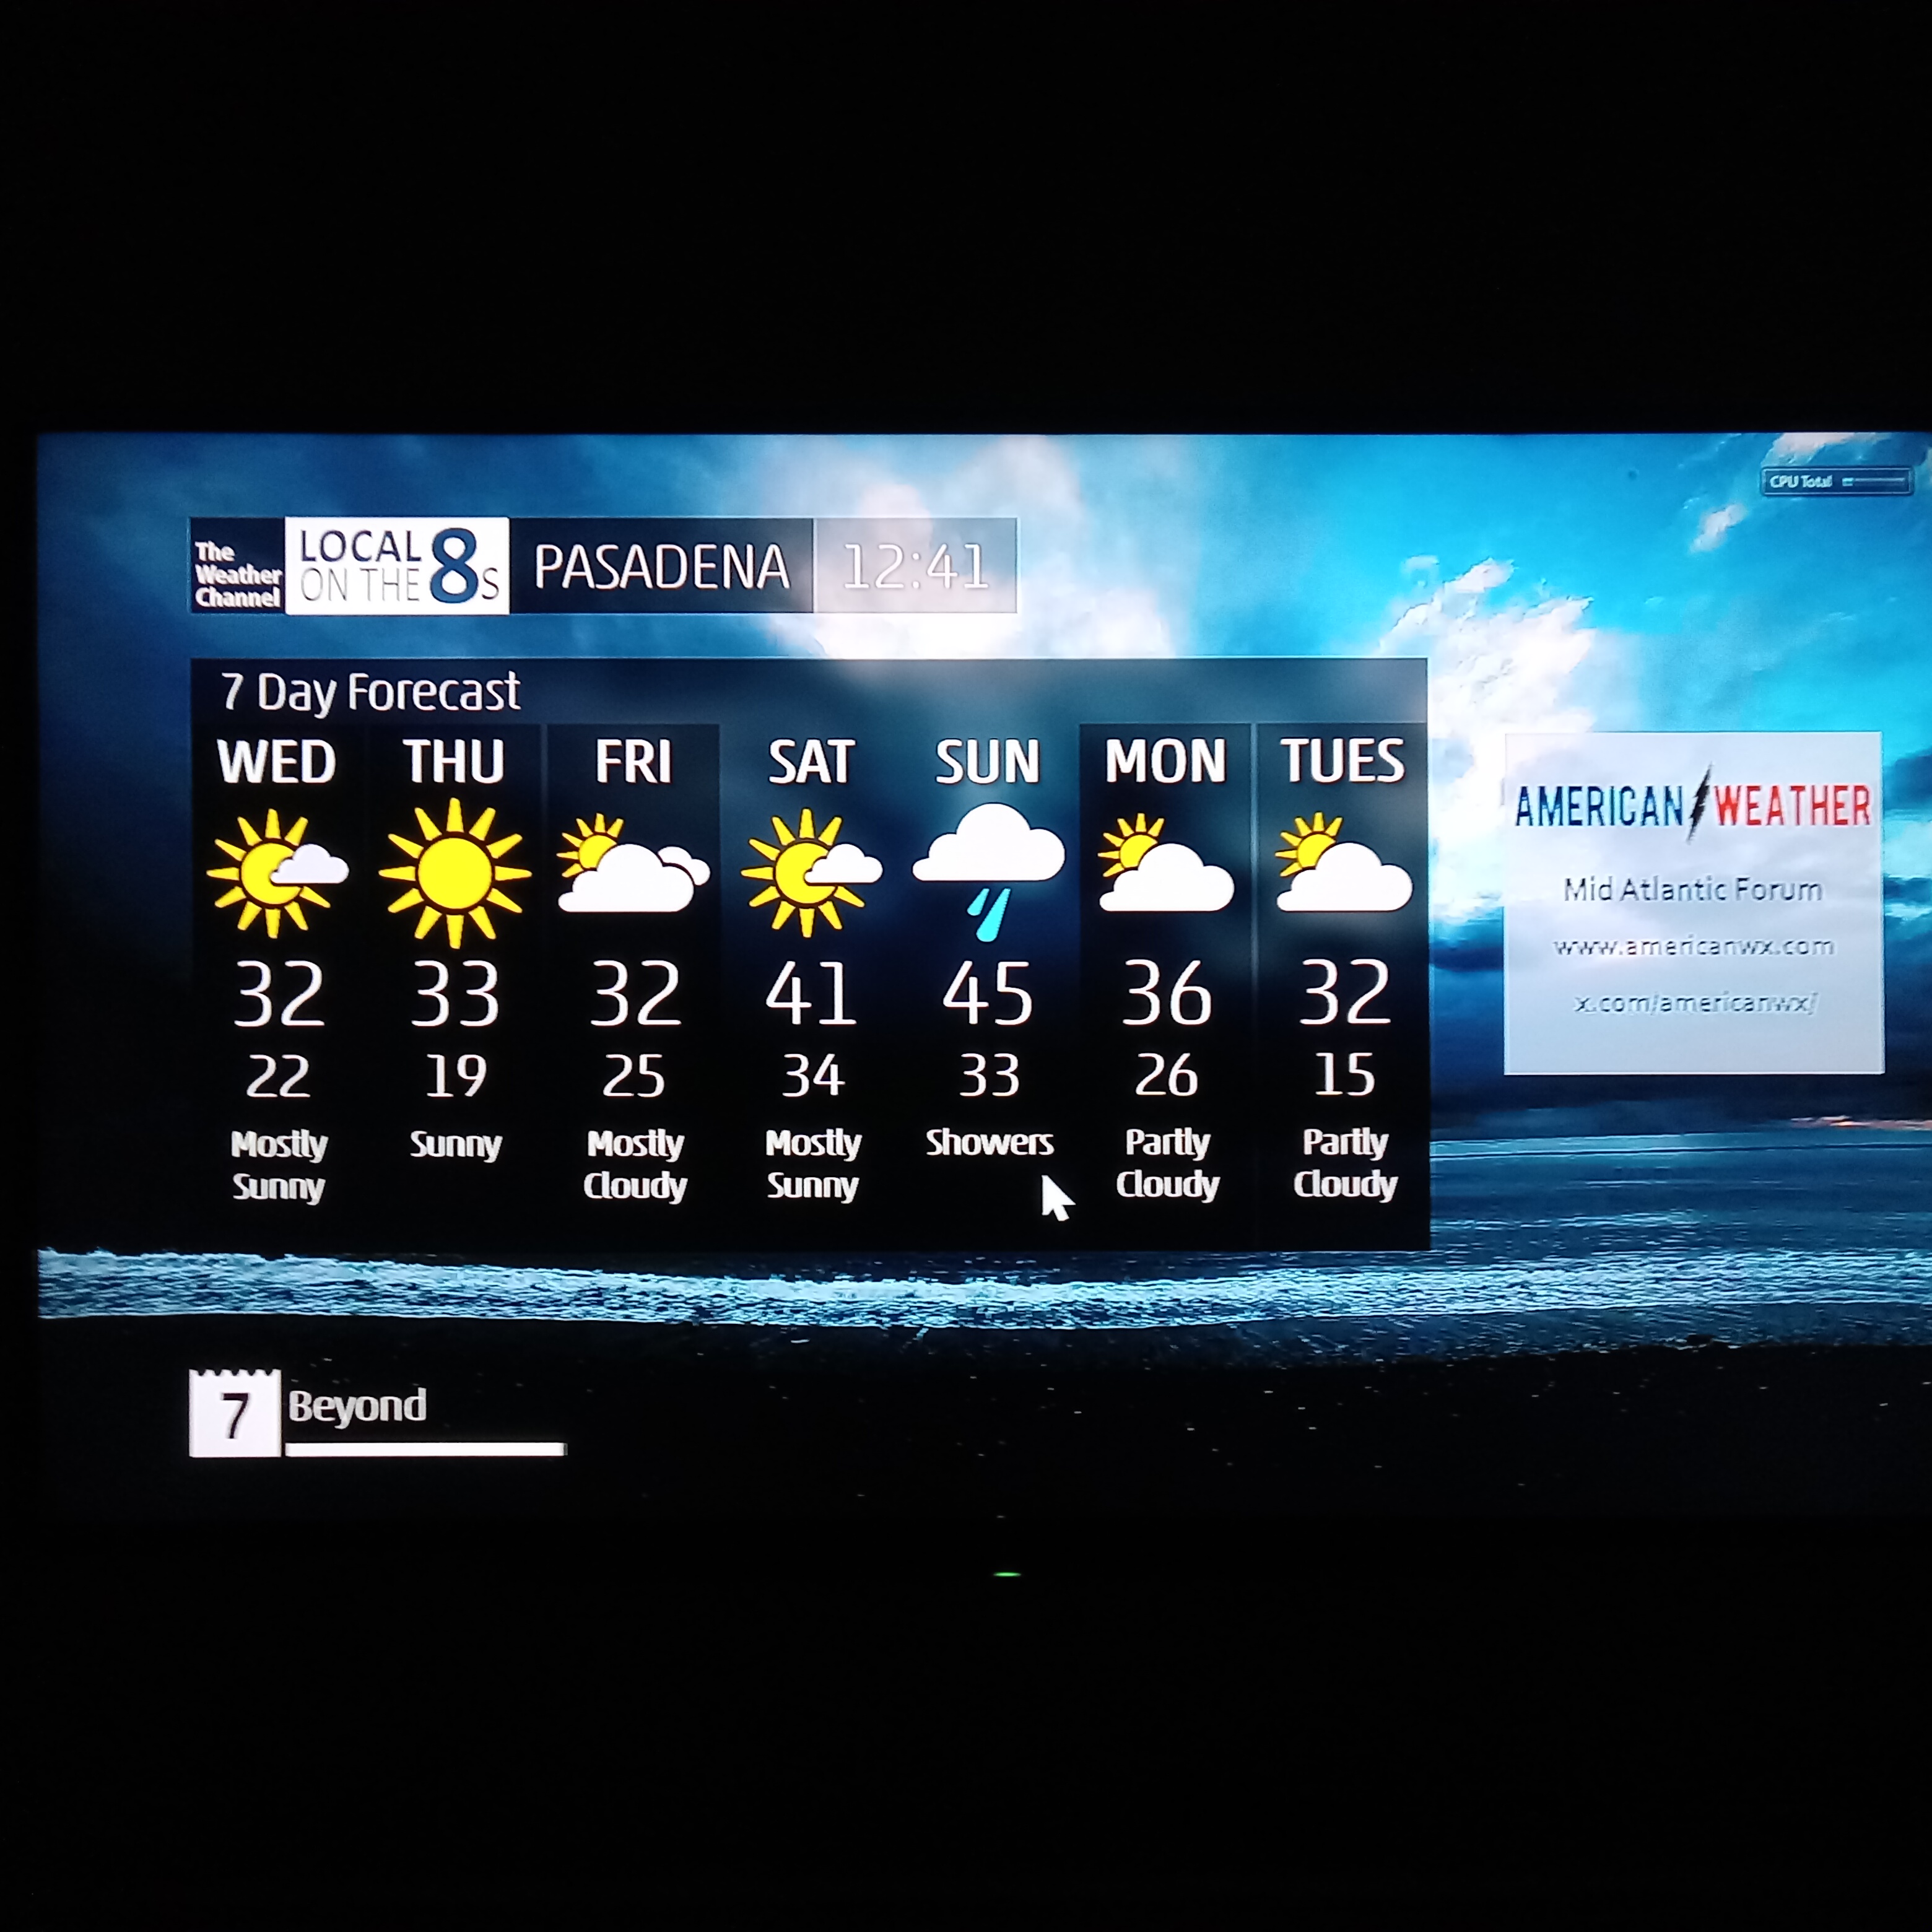 CPU Total
The
Weather
Channel
LOCAL
ON THE 8s
PASADENA
12:41
7 Day Forecast
WED THU FRI SAT SUN MON TUES
32 33 32 41 45 36 32
22 19 25 34 33 26 15
Mostly Sunny Mostly Mostly Showers Partly Partly
Sunny Cloudy Sunny Cloudy Cloudy
AMERICAN WEATHER
Mid Atlantic Forum
www.americanwx.com
x.com/americanwx/
7 Beyond